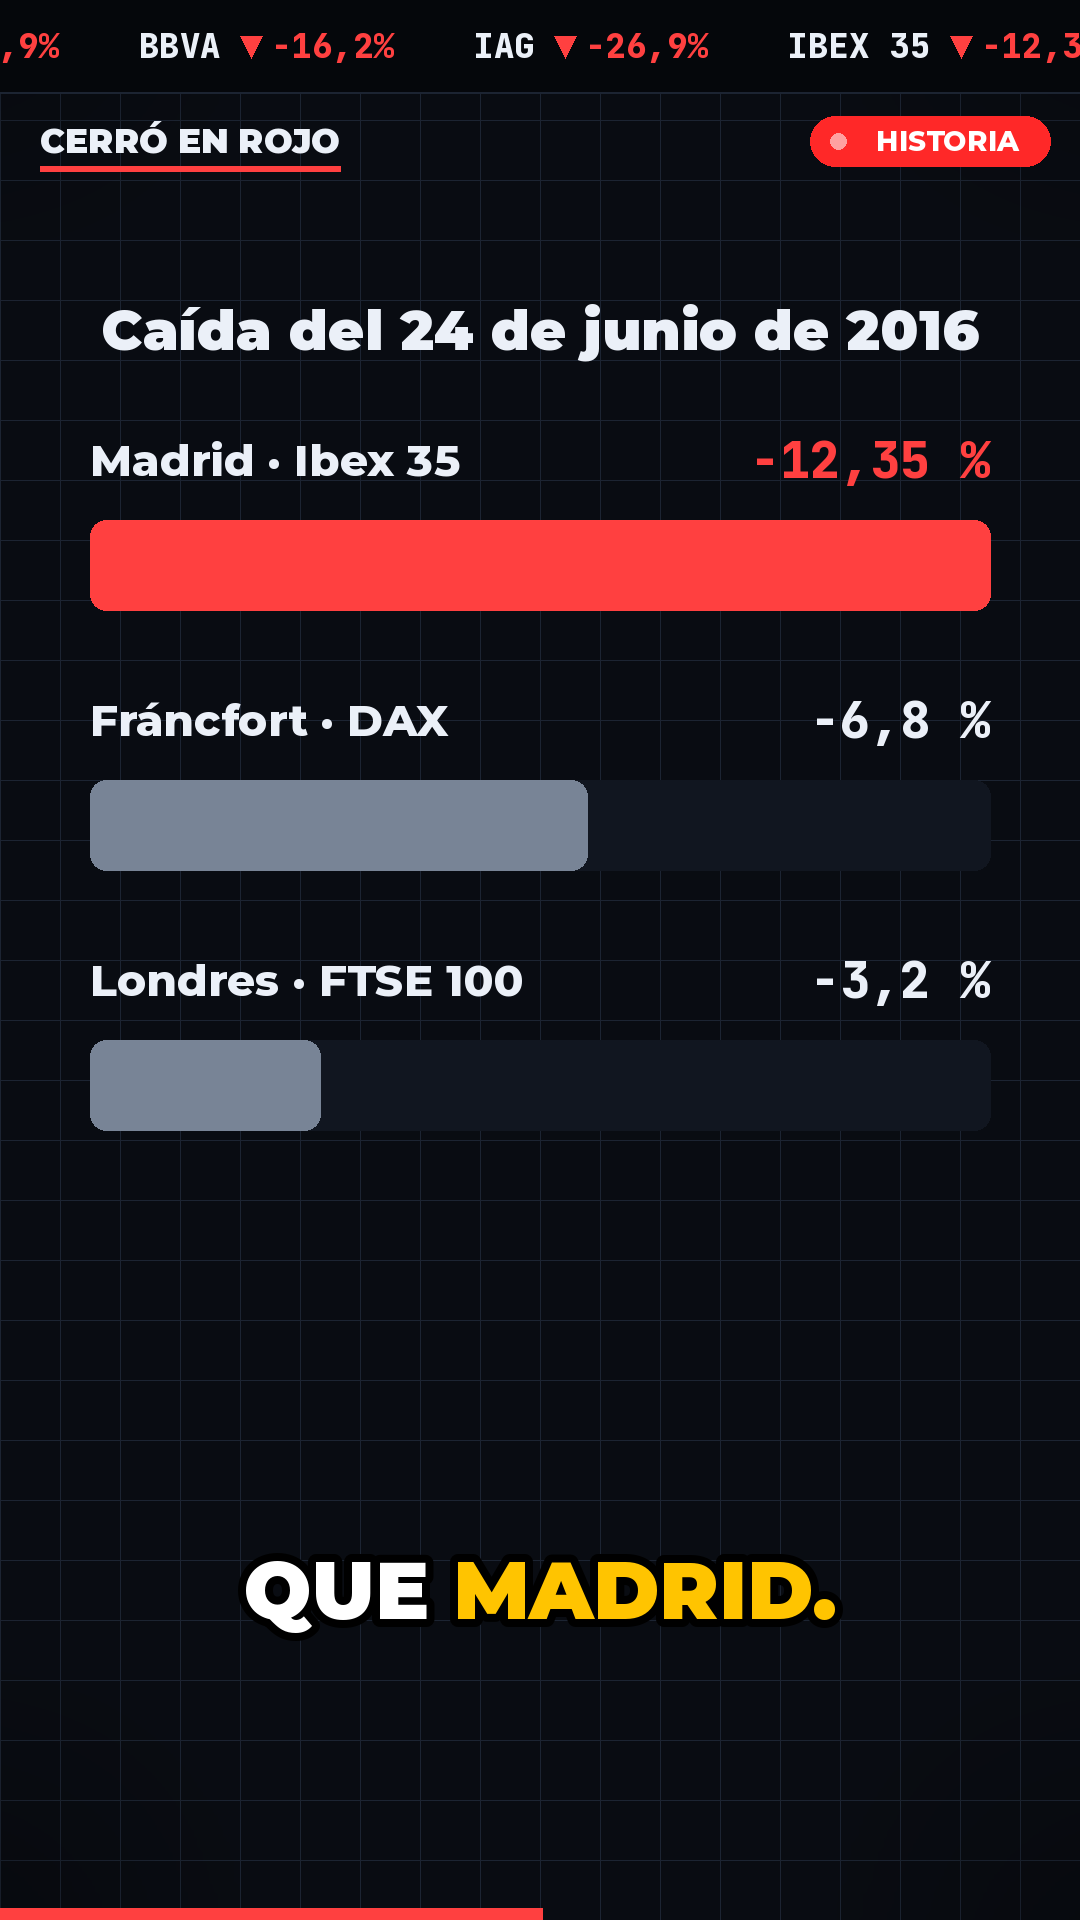 ,9% BBVA ▼ -16,2% IAG ▼ -26,9% IBEX 35 ▼ -12,3
CERRÓ EN ROJO
HISTORIA
Caída del 24 de junio de 2016
Madrid · Ibex 35 -12,35 %
Fráncfort · DAX -6,8 %
Londres · FTSE 100 -3,2 %
QUE MADRID.